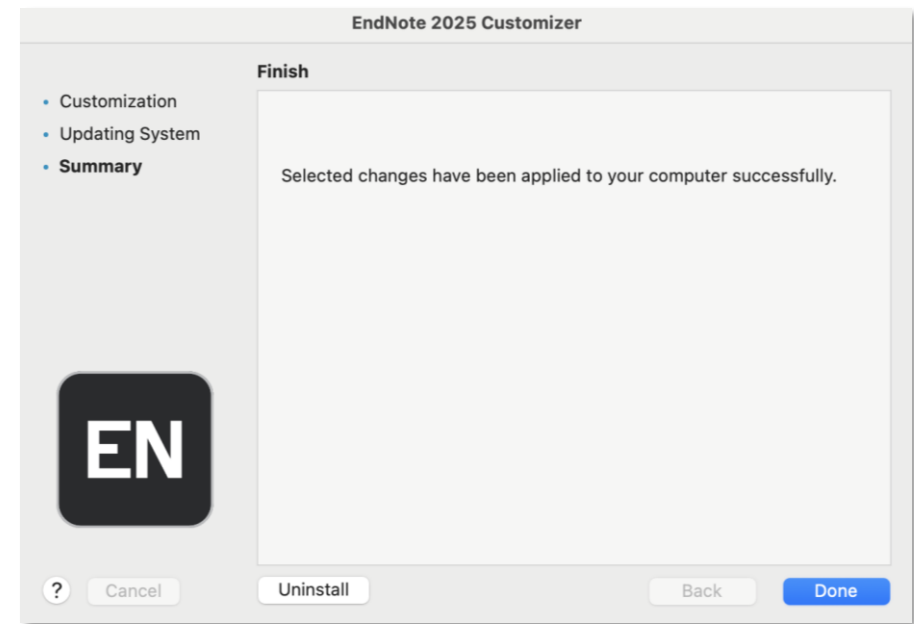 EndNote 2025 Customizer
Finish
Customization
Updating System
Summary
Selected changes have been applied to your computer successfully.
EN
?
Cancel
Uninstall
Back
Done